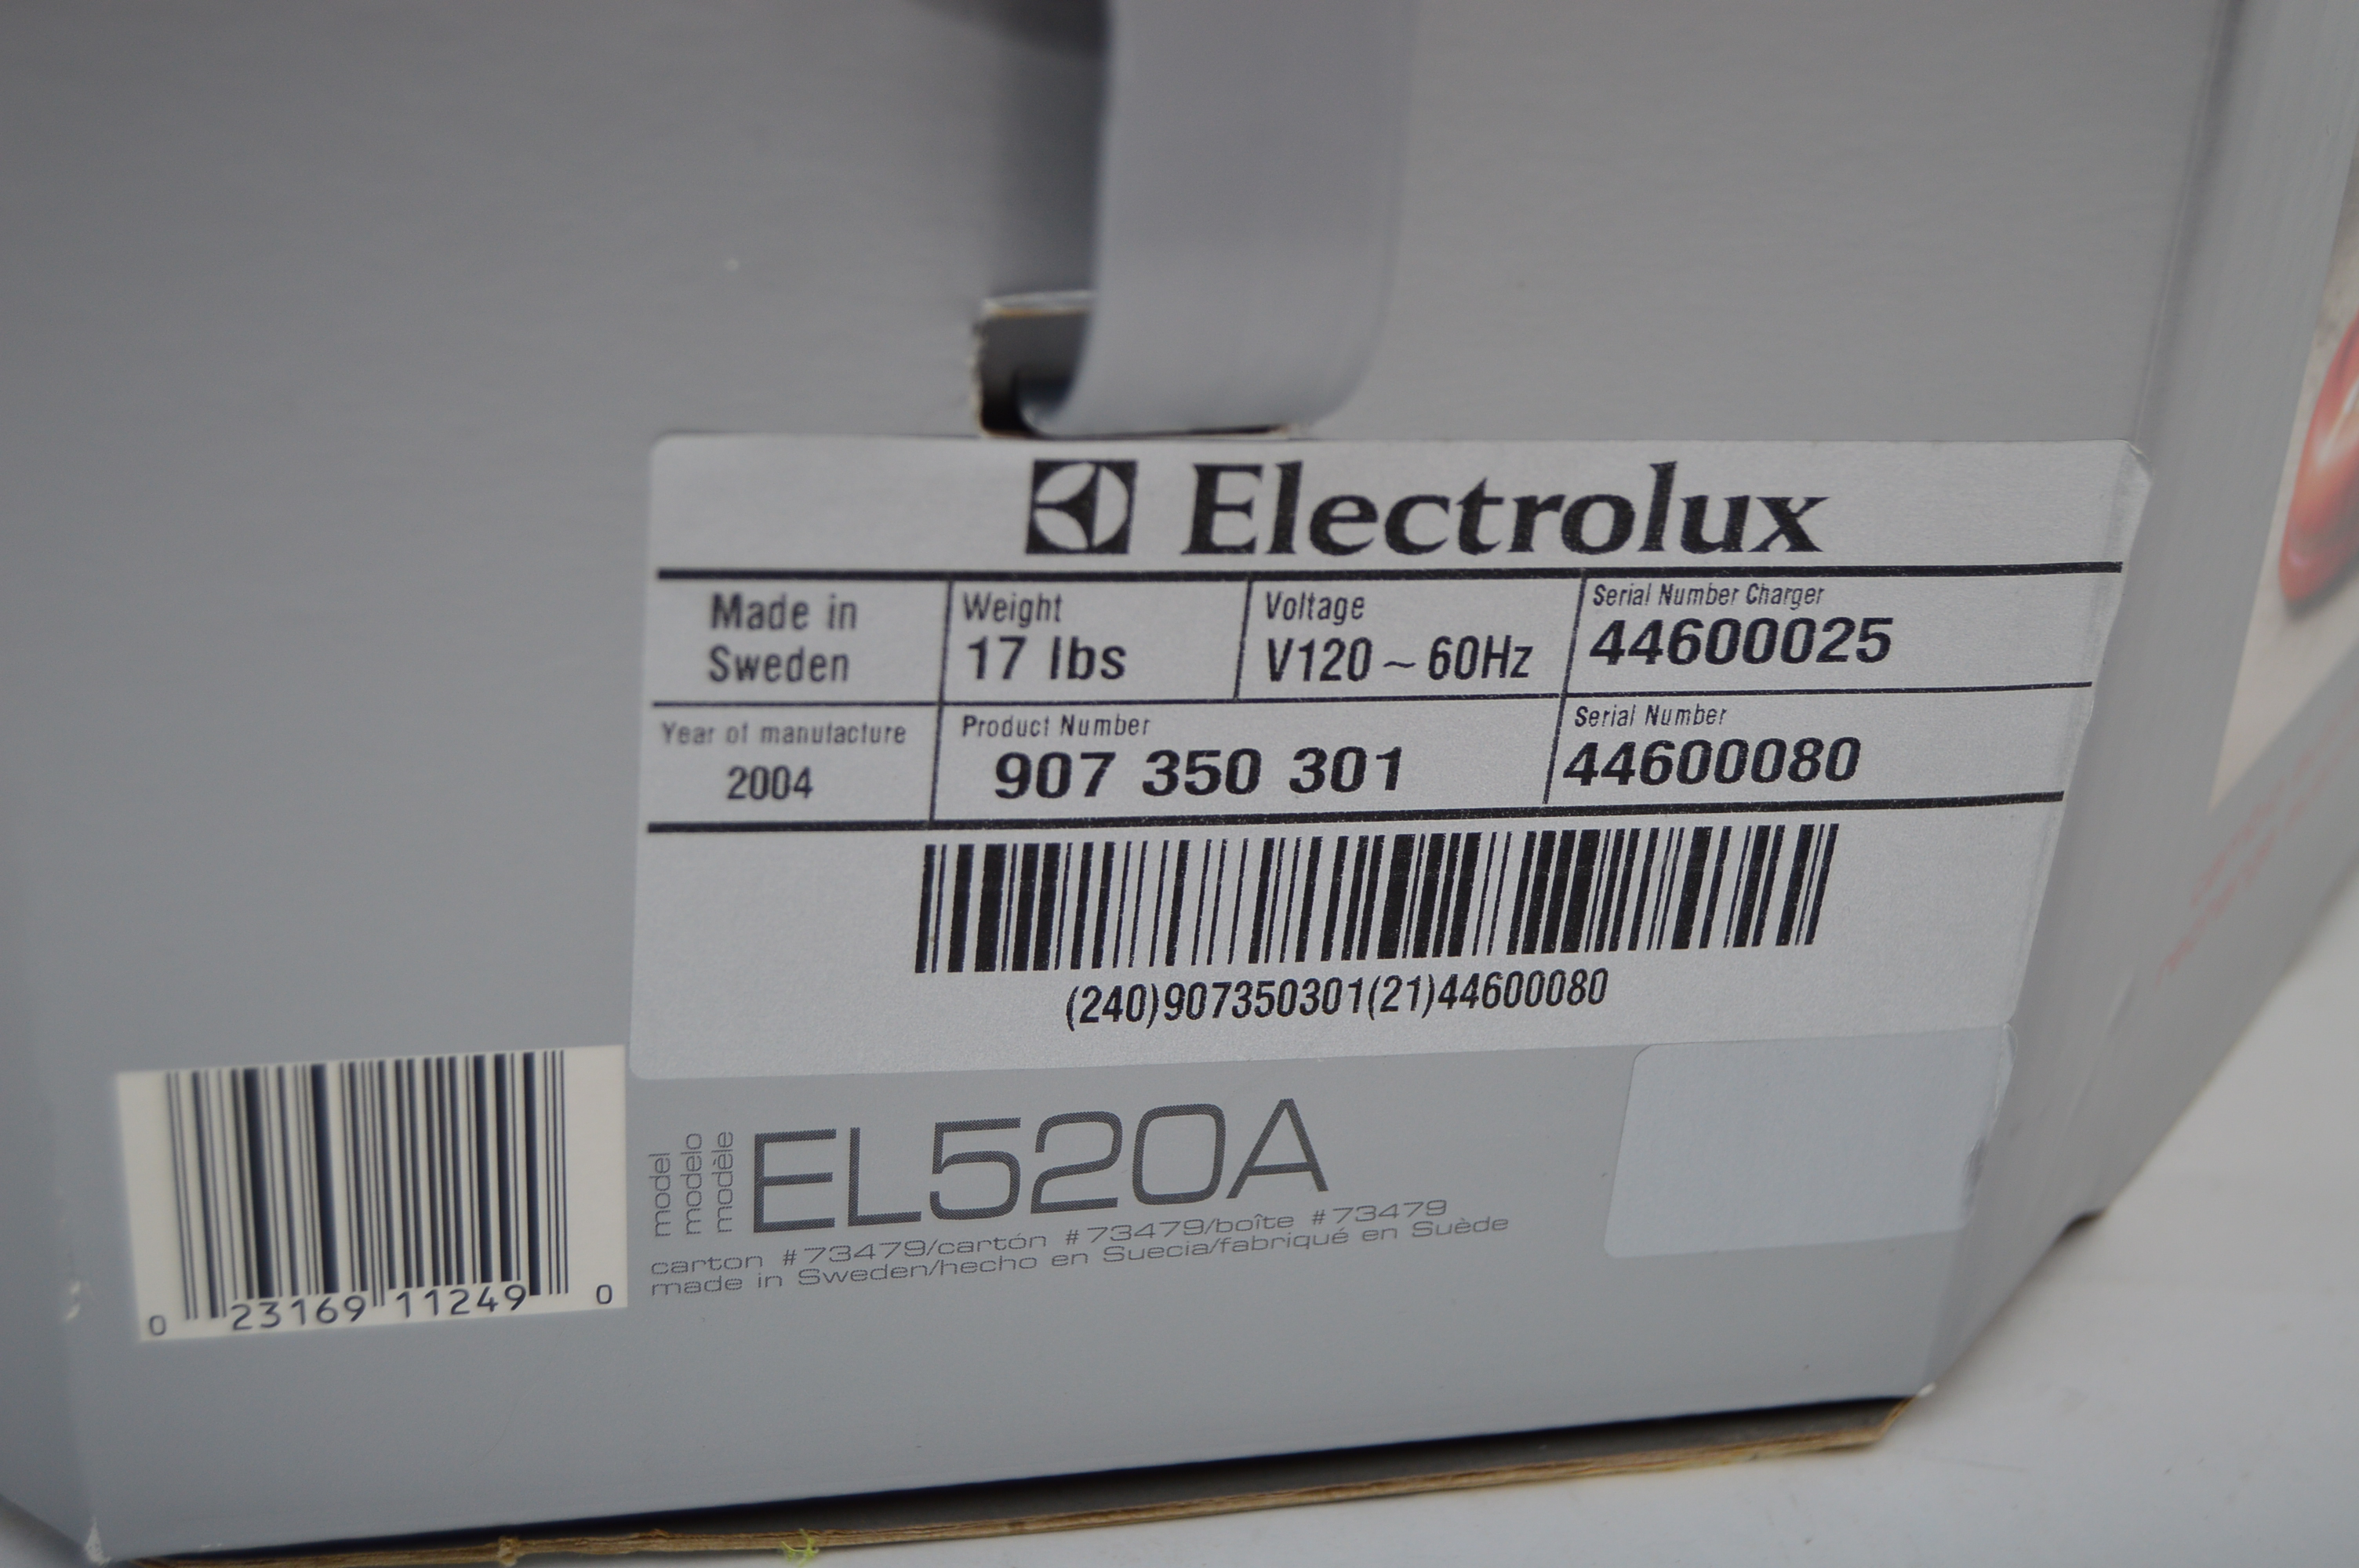 Electrolux
Made in
Sweden
Weight
17 lbs
Voltage
V120 ~ 60Hz
Serial Number Charger
44600025
Year of manufacture
2004
Product Number
907 350 301
Serial Number
44600080
(240)907350301(21)44600080
0 23169 11249 0
model
modelo
modèle
EL520A
carton #73479/cartón #73479/boîte #73479
made in Sweden/hecho en Suecia/fabriqué en Suède